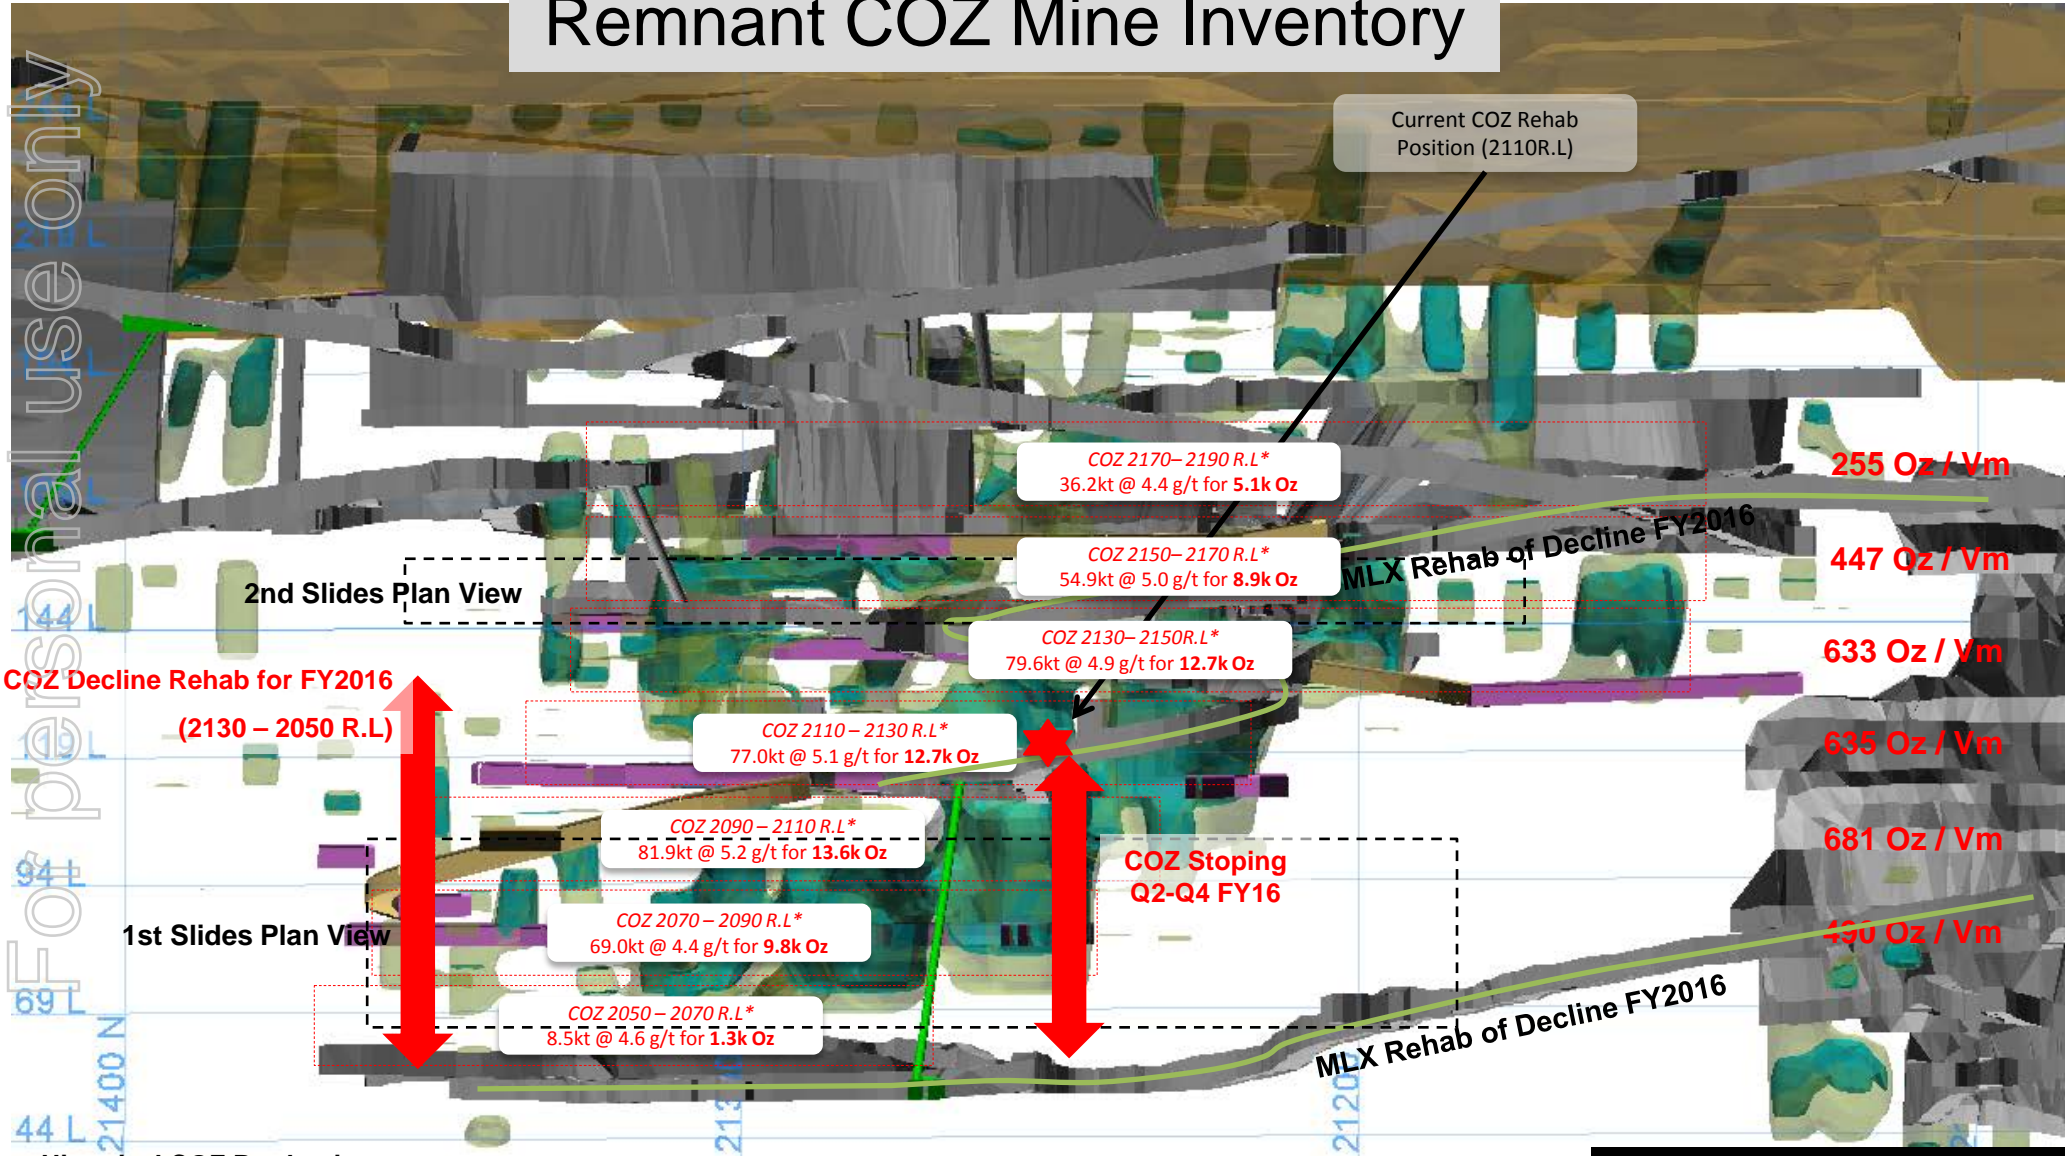 Remnant COZ Mine Inventory
Current COZ Rehab
Position (2110R.L)
For personal use only
COZ 2170– 2190 R.L*
36.2kt @ 4.4 g/t for 5.1k Oz
255 Oz / Vm
MLX Rehab of Decline FY2016
COZ 2150– 2170 R.L*
54.9kt @ 5.0 g/t for 8.9k Oz
447 Oz / Vm
2nd Slides Plan View
144 L
COZ 2130– 2150R.L*
79.6kt @ 4.9 g/t for 12.7k Oz
633 Oz / Vm
COZ Decline Rehab for FY2016
(2130 – 2050 R.L)
COZ 2110 – 2130 R.L*
77.0kt @ 5.1 g/t for 12.7k Oz
635 Oz / Vm
119 L
COZ 2090 – 2110 R.L*
81.9kt @ 5.2 g/t for 13.6k Oz
681 Oz / Vm
COZ Stoping
Q2-Q4 FY16
94 L
1st Slides Plan View
COZ 2070 – 2090 R.L*
69.0kt @ 4.4 g/t for 9.8k Oz
490 Oz / Vm
69 L
COZ 2050 – 2070 R.L*
8.5kt @ 4.6 g/t for 1.3k Oz
MLX Rehab of Decline FY2016
21400 N
44 L